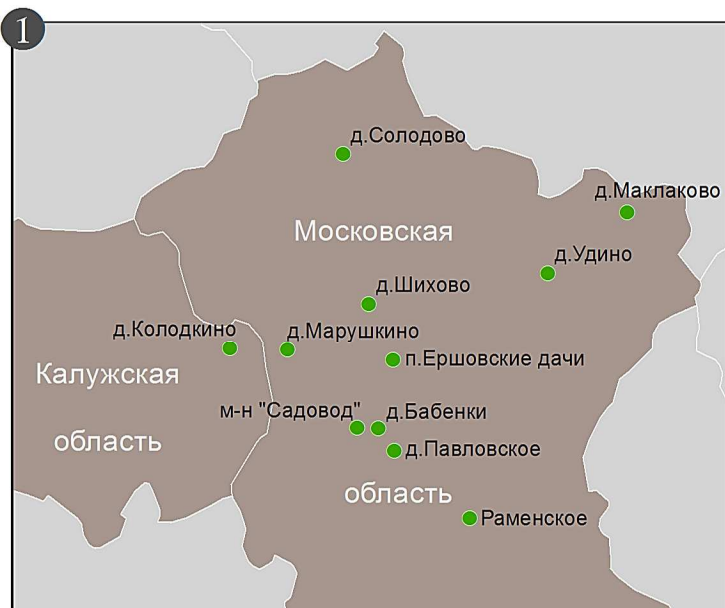 1
д.Солодово
д.Маклаково
Московская
д.Удино
д.Шихово
д.Колодкино
д.Марушкино
п.Ершовские дачи
Калужская
м-н "Садовод"
д.Бабенки
область
д.Павловское
область
Раменское